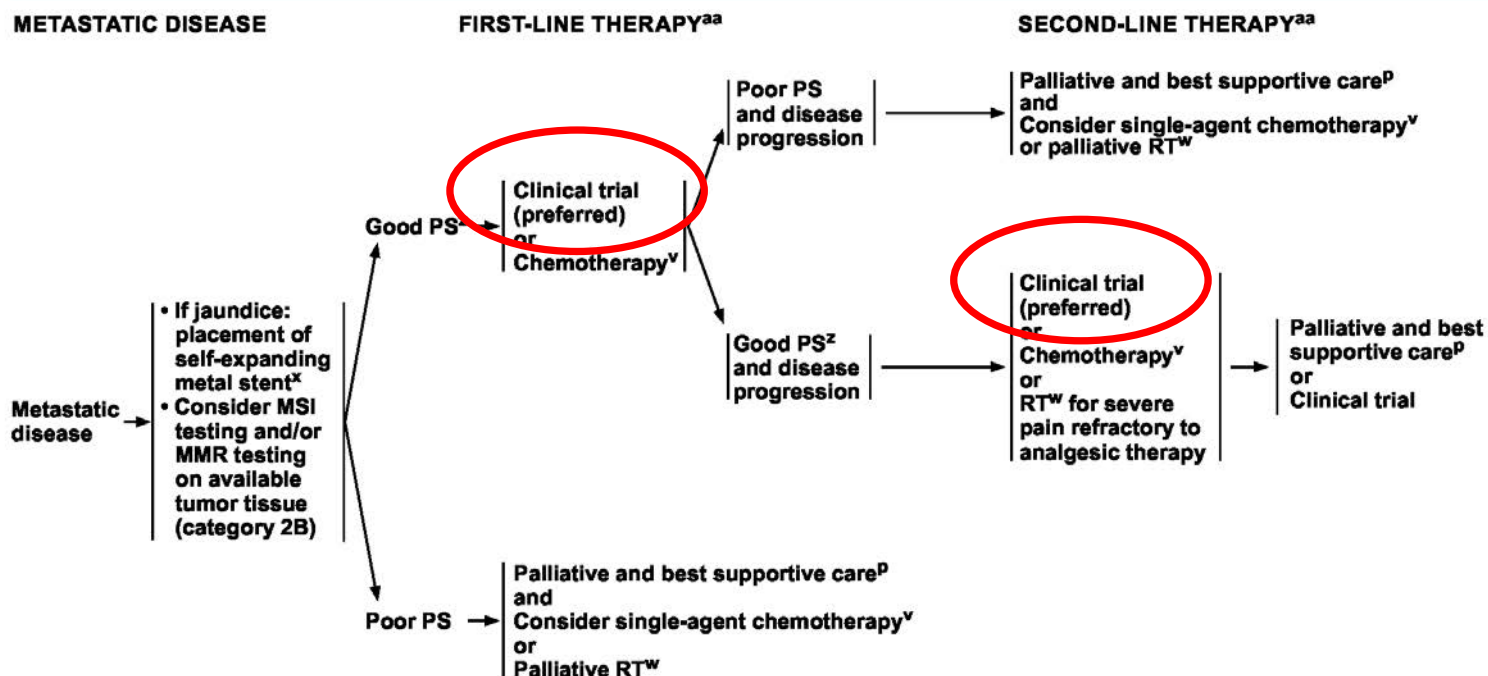 METASTATIC DISEASE
FIRST-LINE THERAPYaa
SECOND-LINE THERAPYaa
Poor PS
and disease
progression
Palliative and best supportive carep
and
Consider single-agent chemotherapyv
or palliative RTw
Good PS
Clinical trial
(preferred)
or
Chemotherapyv
Metastatic
disease
• If jaundice:
placement of
self-expanding
metal stentx
• Consider MSI
testing and/or
MMR testing
on available
tumor tissue
(category 2B)
Good PSz
and disease
progression
Clinical trial
(preferred)
or
Chemotherapyv
or
RTw for severe
pain refractory to
analgesic therapy
Palliative and best
supportive carep
or
Clinical trial
Poor PS
Palliative and best supportive carep
and
Consider single-agent chemotherapyv
or
Palliative RTw